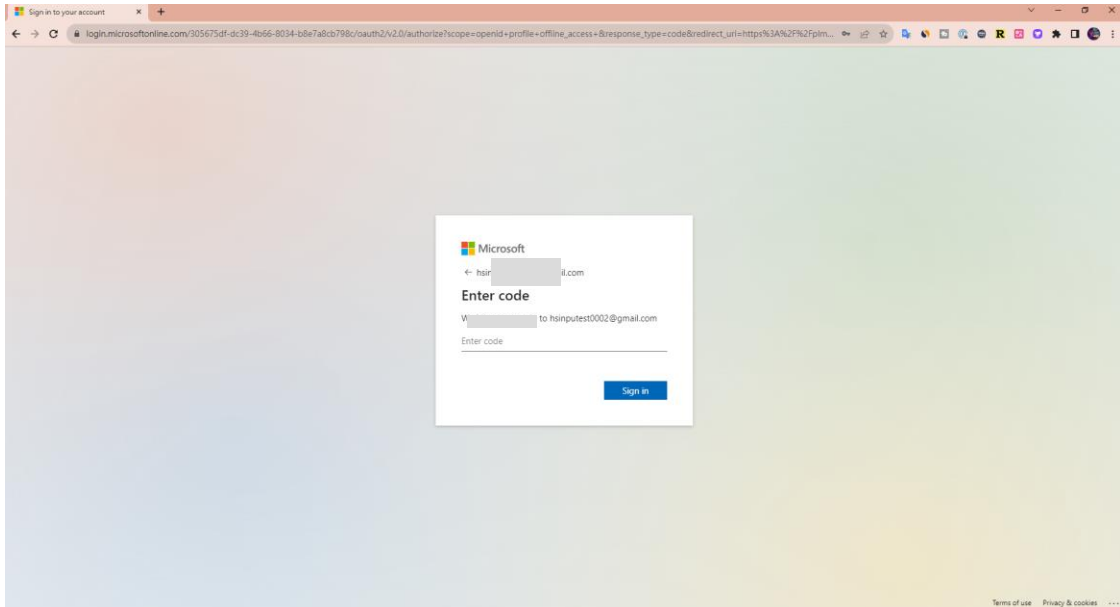 Sign in to your account
login.microsoftonline.com/305675df-dc39-4b66-8034-b8e7a8cb798c/oauth2/v2.0/authorize?scope=openid+profile+offline_access+&response_type=code&redirect_uri=https%3A%2F%2Fplm...
Microsoft
← hsin il.com
Enter code
to hsinputest0002@gmail.com
Enter code
Sign in
Terms of use Privacy & cookies ...